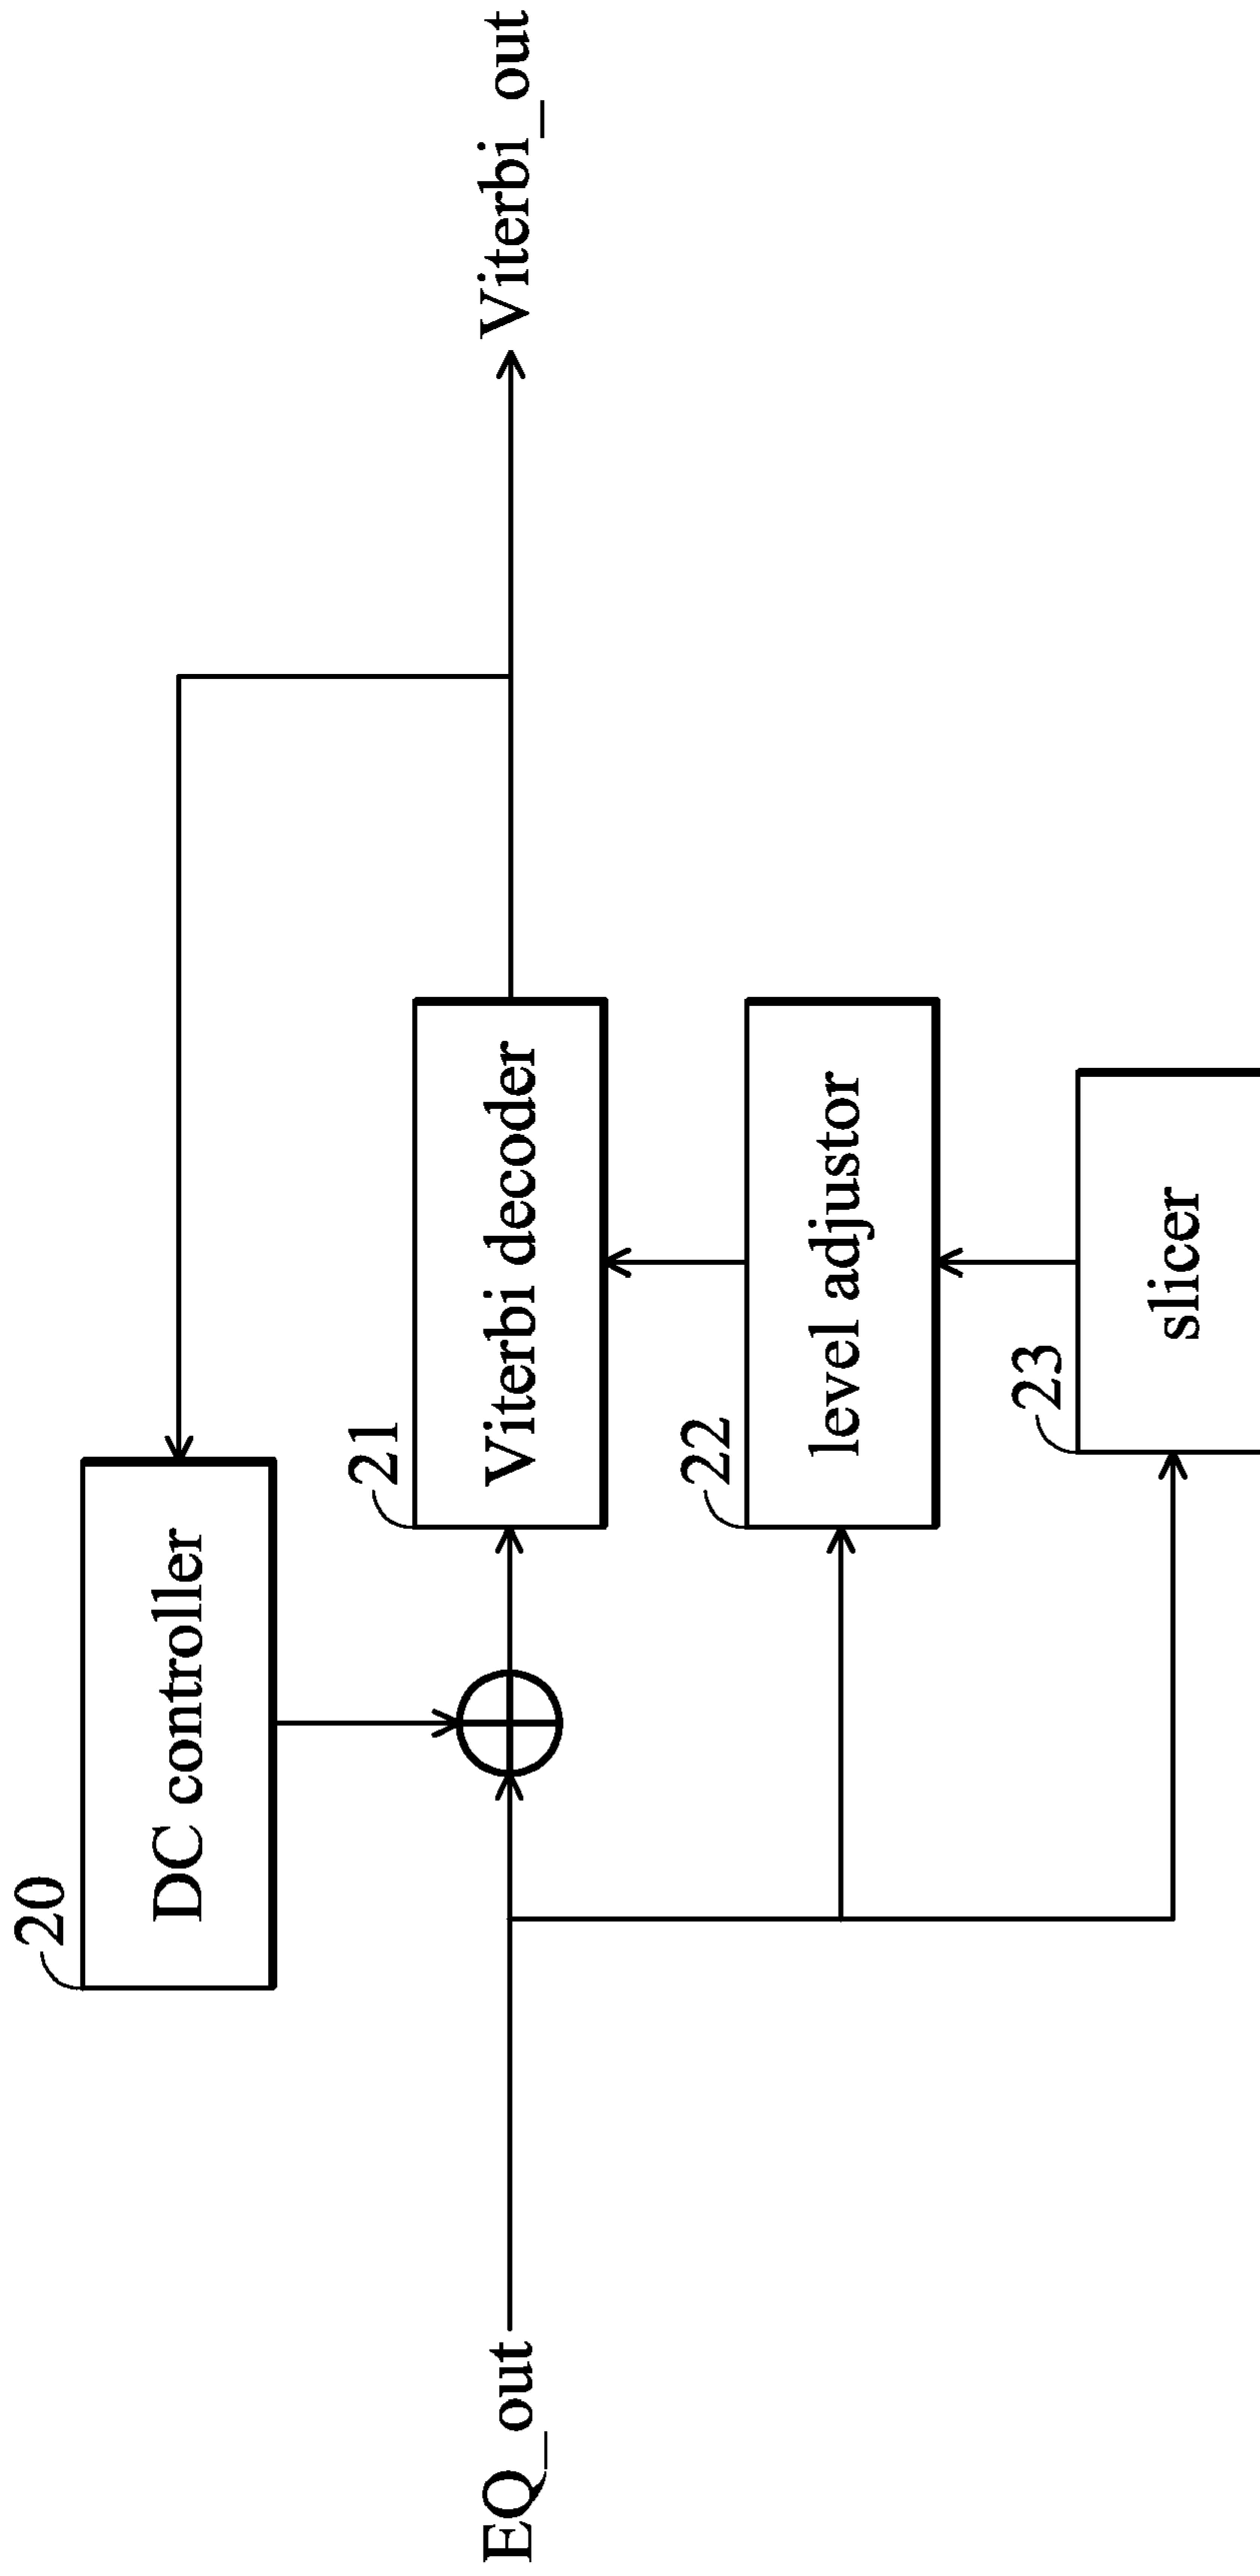 20
DC controller
EQ_out
21
Viterbi decoder
Viterbi_out
22
level adjustor
23
slicer